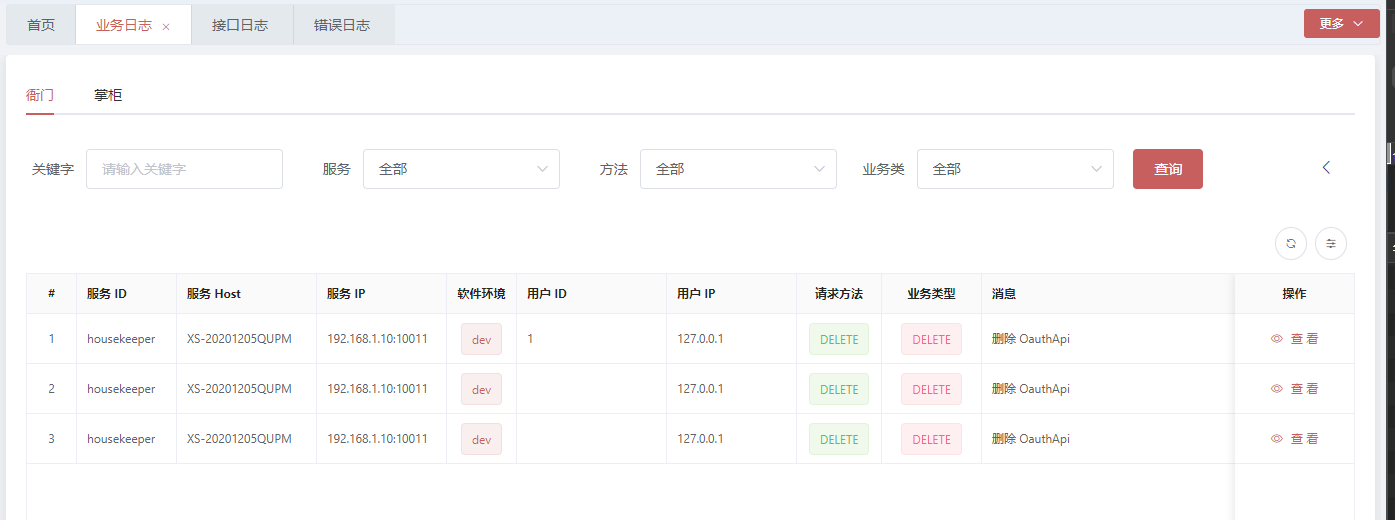 首页 业务日志 × 接口日志 错误日志 更多
衙门 掌柜
关键字 请输入关键字 服务 全部 方法 全部 业务类 全部 查询
# 服务 ID 服务 Host 服务 IP 软件环境 用户 ID 用户 IP 请求方法 业务类型 消息 操作
1 housekeeper XS-20201205QUPM 192.168.1.10:10011 dev 1 127.0.0.1 DELETE DELETE 删除 OauthApi 查 看
2 housekeeper XS-20201205QUPM 192.168.1.10:10011 dev 127.0.0.1 DELETE DELETE 删除 OauthApi 查 看
3 housekeeper XS-20201205QUPM 192.168.1.10:10011 dev 127.0.0.1 DELETE DELETE 删除 OauthApi 查 看